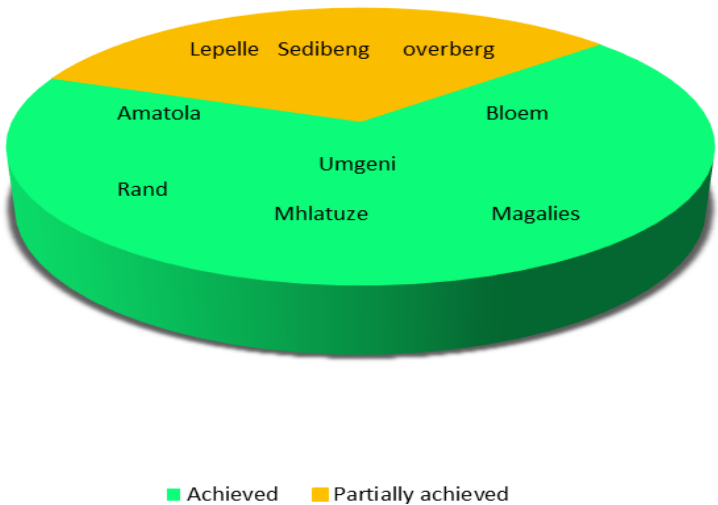 Lepelle Sedibeng overberg
Amatola Bloem
Umgeni
Rand
Mhlatuze Magalies
Achieved Partially achieved